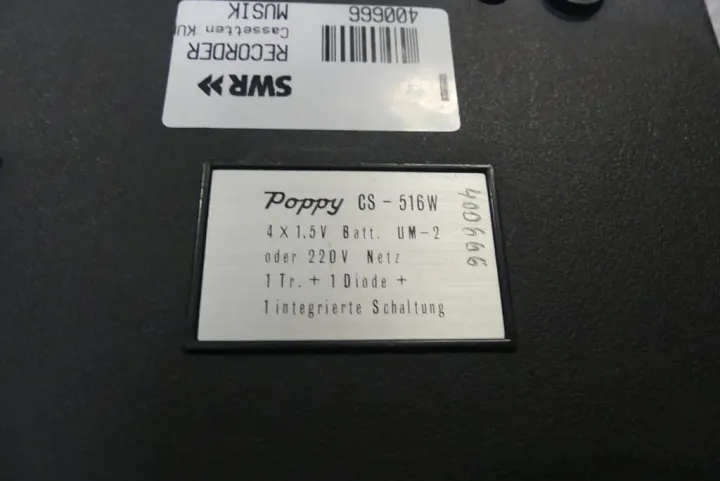 SWR
RECORDER
Cassetten
400666
MUSIK
Poppy CS - 516W
4 × 1,5V Batt. UM-2
oder 220V Netz
1 Tr. + 1 Diode +
1 integrierte Schaltung
400666